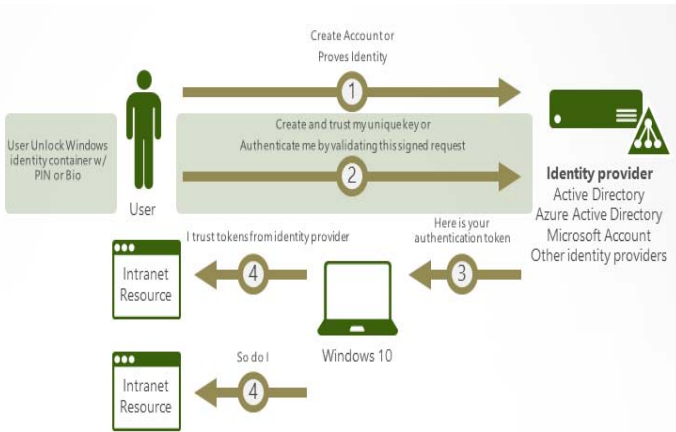 Create Account or
Proves Identity
1
User Unlock Windows
identity container w/
PIN or Bio
User
Create and trust my unique key or
Authenticate me by validating this signed request
2
Identity provider
Active Directory
Azure Active Directory
Microsoft Account
Other identity providers
Here is your
authentication token
3
I trust tokens from identity provider
4
Intranet
Resource
Windows 10
So do I
4
Intranet
Resource